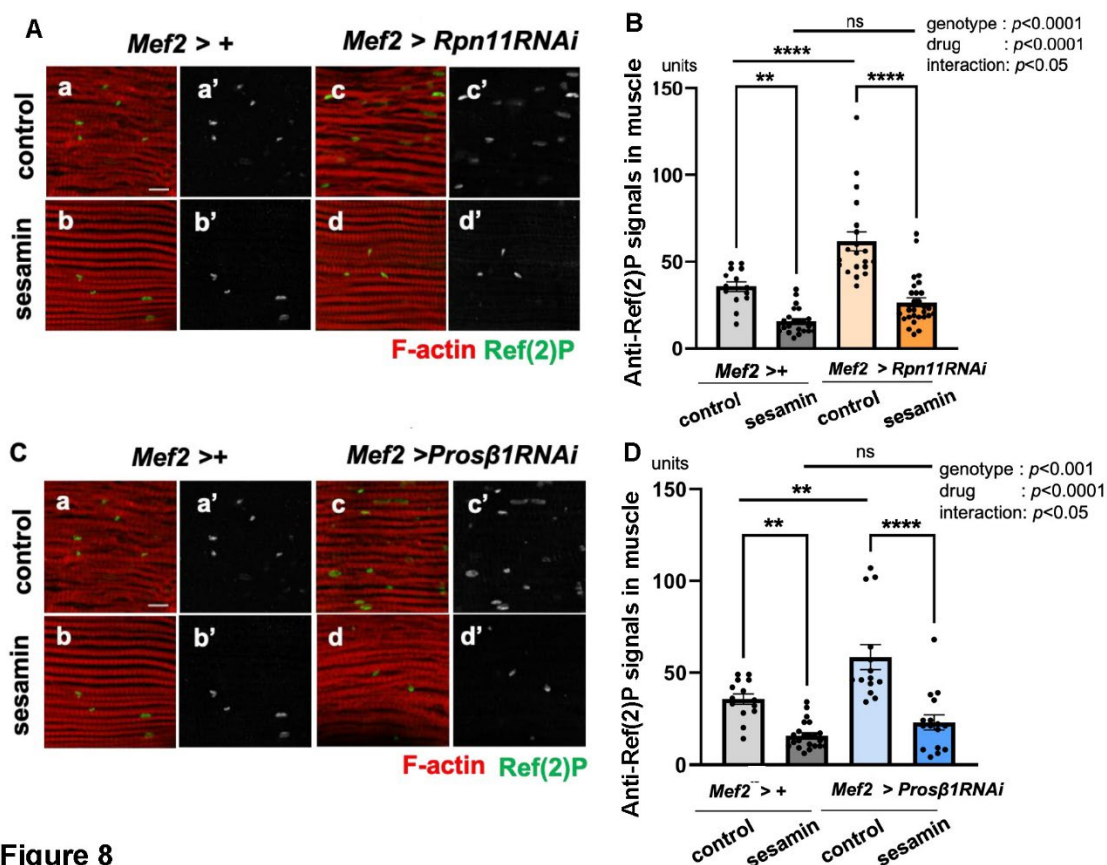 A
Mef2 > +
Mef2 > Rpn11RNAi
control
sesamin
a
a'
c
c'
b
b'
d
d'
F-actin Ref(2)P
B
ns
genotype : p<0.0001
drug : p<0.0001
interaction: p<0.05
****
**
****
units
Anti-Ref(2)P signals in muscle
150
100
50
0
Mef2 >+
Mef2 > Rpn11RNAi
control
sesamin
control
sesamin
C
Mef2 >+
Mef2 >Prosβ1RNAi
control
sesamin
a
a'
c
c'
b
b'
d
d'
F-actin Ref(2)P
D
units
ns
genotype : p<0.001
drug : p<0.0001
interaction: p<0.05
**
**
****
Anti-Ref(2)P signals in muscle
150
100
50
0
Mef2 > +
Mef2 > Prosβ1RNAi
control
sesamin
control
sesamin
Figure 8